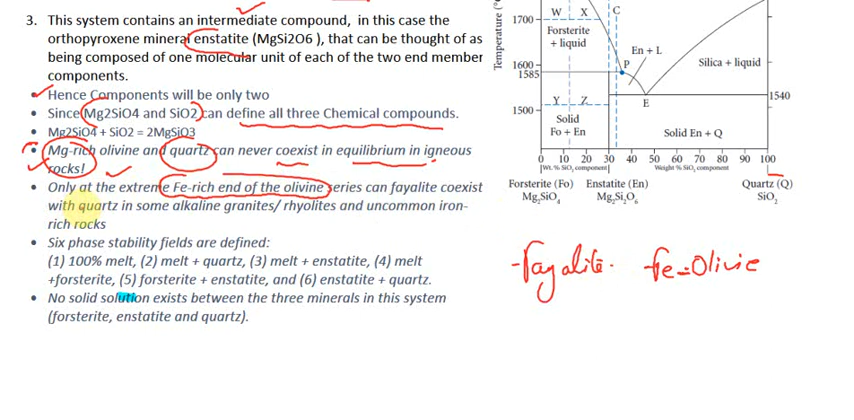 3. This system contains an intermediate compound, in this case the
orthopyroxene mineral enstatite (MgSi2O6 ), that can be thought of as
being composed of one molecular unit of each of the two end member
components.
• Hence Components will be only two
• Since Mg2SiO4 and SiO2 can define all three Chemical compounds.
• Mg2SiO4 + SiO2 = 2MgSiO3
• Mg-rich olivine and quartz can never coexist in equilibrium in igneous
rocks!
• Only at the extreme Fe-rich end of the olivine series can fayalite coexist
with quartz in some alkaline granites/ rhyolites and uncommon iron-
rich rocks
• Six phase stability fields are defined:
(1) 100% melt, (2) melt + quartz, (3) melt + enstatite, (4) melt
+forsterite, (5) forsterite + enstatite, and (6) enstatite + quartz.
• No solid solution exists between the three minerals in this system
(forsterite, enstatite and quartz).
Temperature (°
1700
1600
1585
1500
W X C
Forsterite
+ liquid
En + L
P
Silica + liquid
1540
Y Z
E
Solid
Fo + En
Solid En + Q
0 10 20 30 40 50 60 70 80 90 100
Wt. % SiO2 component
Weight % SiO2 component
Forsterite (Fo) Enstatite (En) Quartz (Q)
Mg2SiO4 Mg2Si2O6 SiO2
-Fayalite- Fe=Olivie